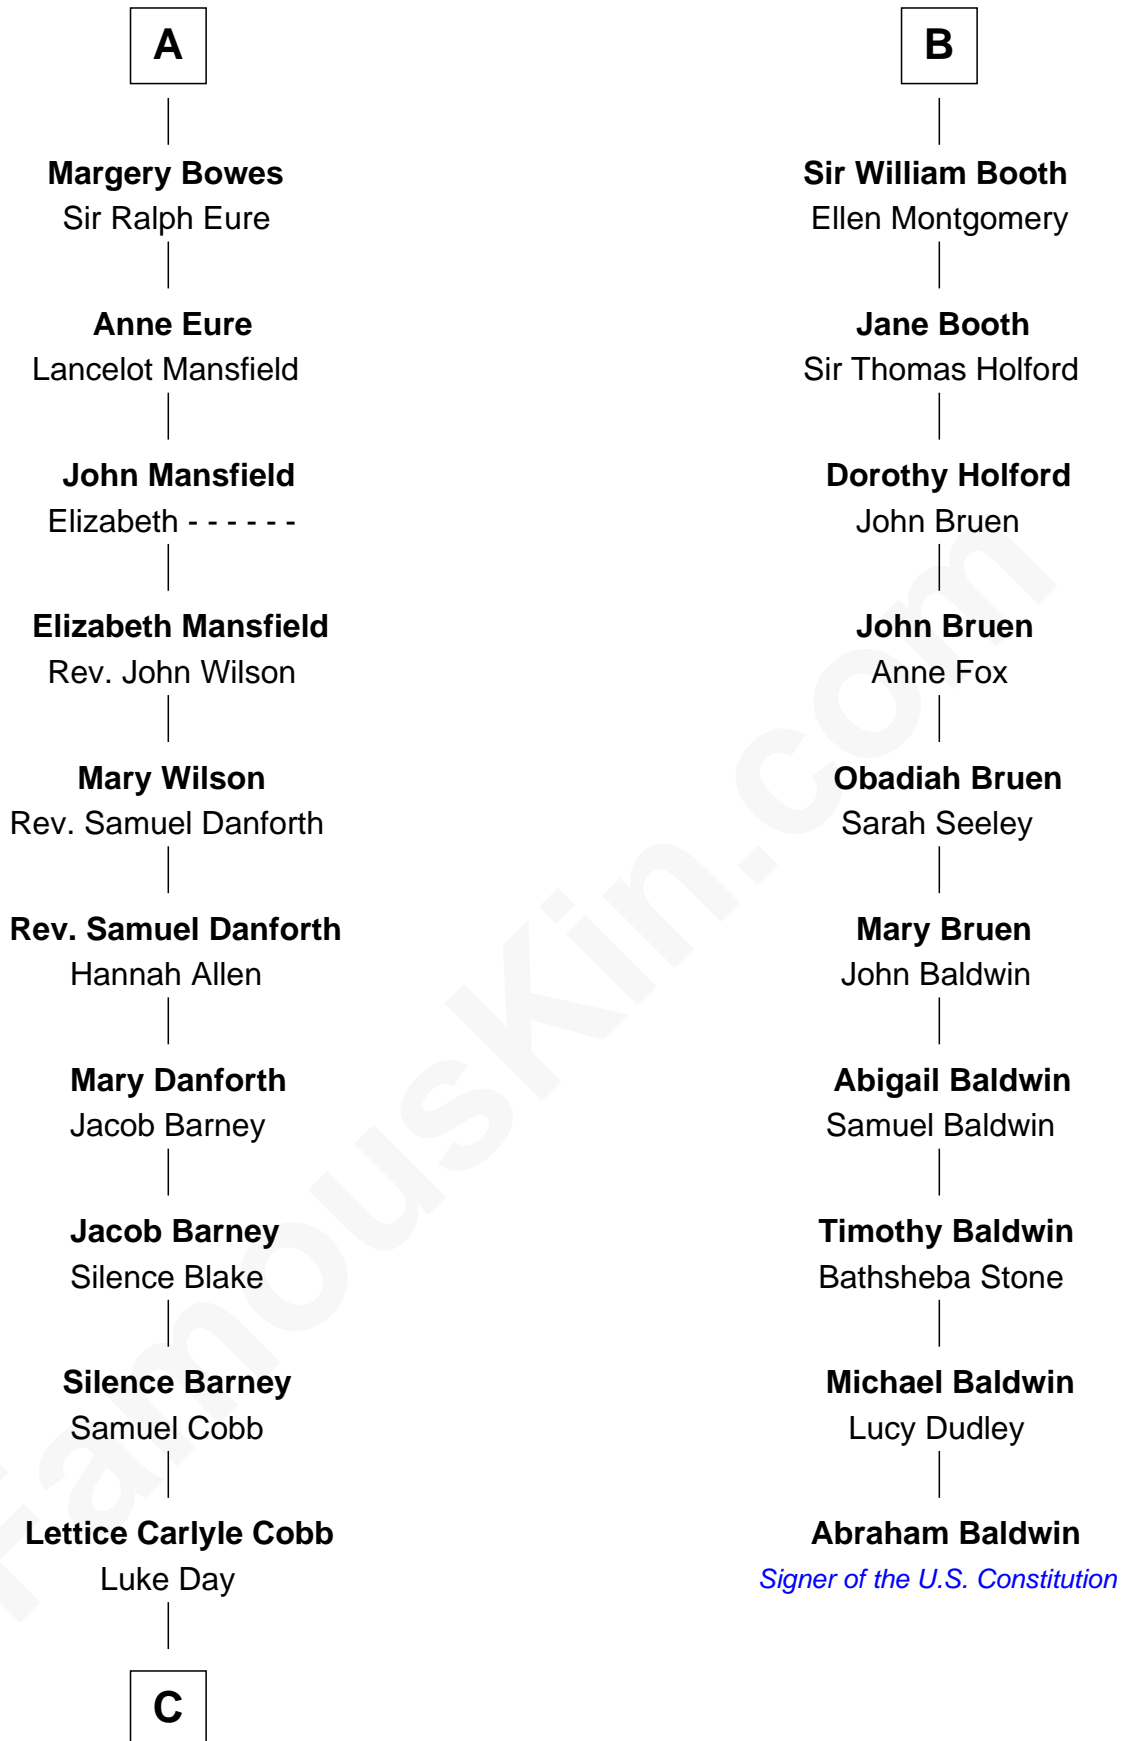 A
Margery Bowes
Sir Ralph Eure
Anne Eure
Lancelot Mansfield
John Mansfield
Elizabeth - - - - - -
Elizabeth Mansfield
Rev. John Wilson
Mary Wilson
Rev. Samuel Danforth
Rev. Samuel Danforth
Hannah Allen
Mary Danforth
Jacob Barney
Jacob Barney
Silence Blake
Silence Barney
Samuel Cobb
Lettice Carlyle Cobb
Luke Day
C
B
Sir William Booth
Ellen Montgomery
Jane Booth
Sir Thomas Holford
Dorothy Holford
John Bruen
John Bruen
Anne Fox
Obadiah Bruen
Sarah Seeley
Mary Bruen
John Baldwin
Abigail Baldwin
Samuel Baldwin
Timothy Baldwin
Bathsheba Stone
Michael Baldwin
Lucy Dudley
Abraham Baldwin
Signer of the U.S. Constitution
FamousKin.com